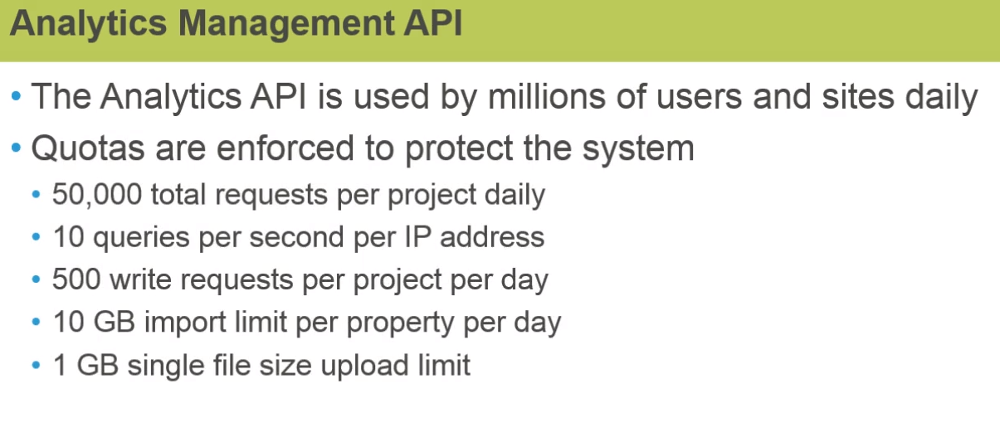 Analytics Management API
• The Analytics API is used by millions of users and sites daily
• Quotas are enforced to protect the system
• 50,000 total requests per project daily
• 10 queries per second per IP address
• 500 write requests per project per day
• 10 GB import limit per property per day
• 1 GB single file size upload limit